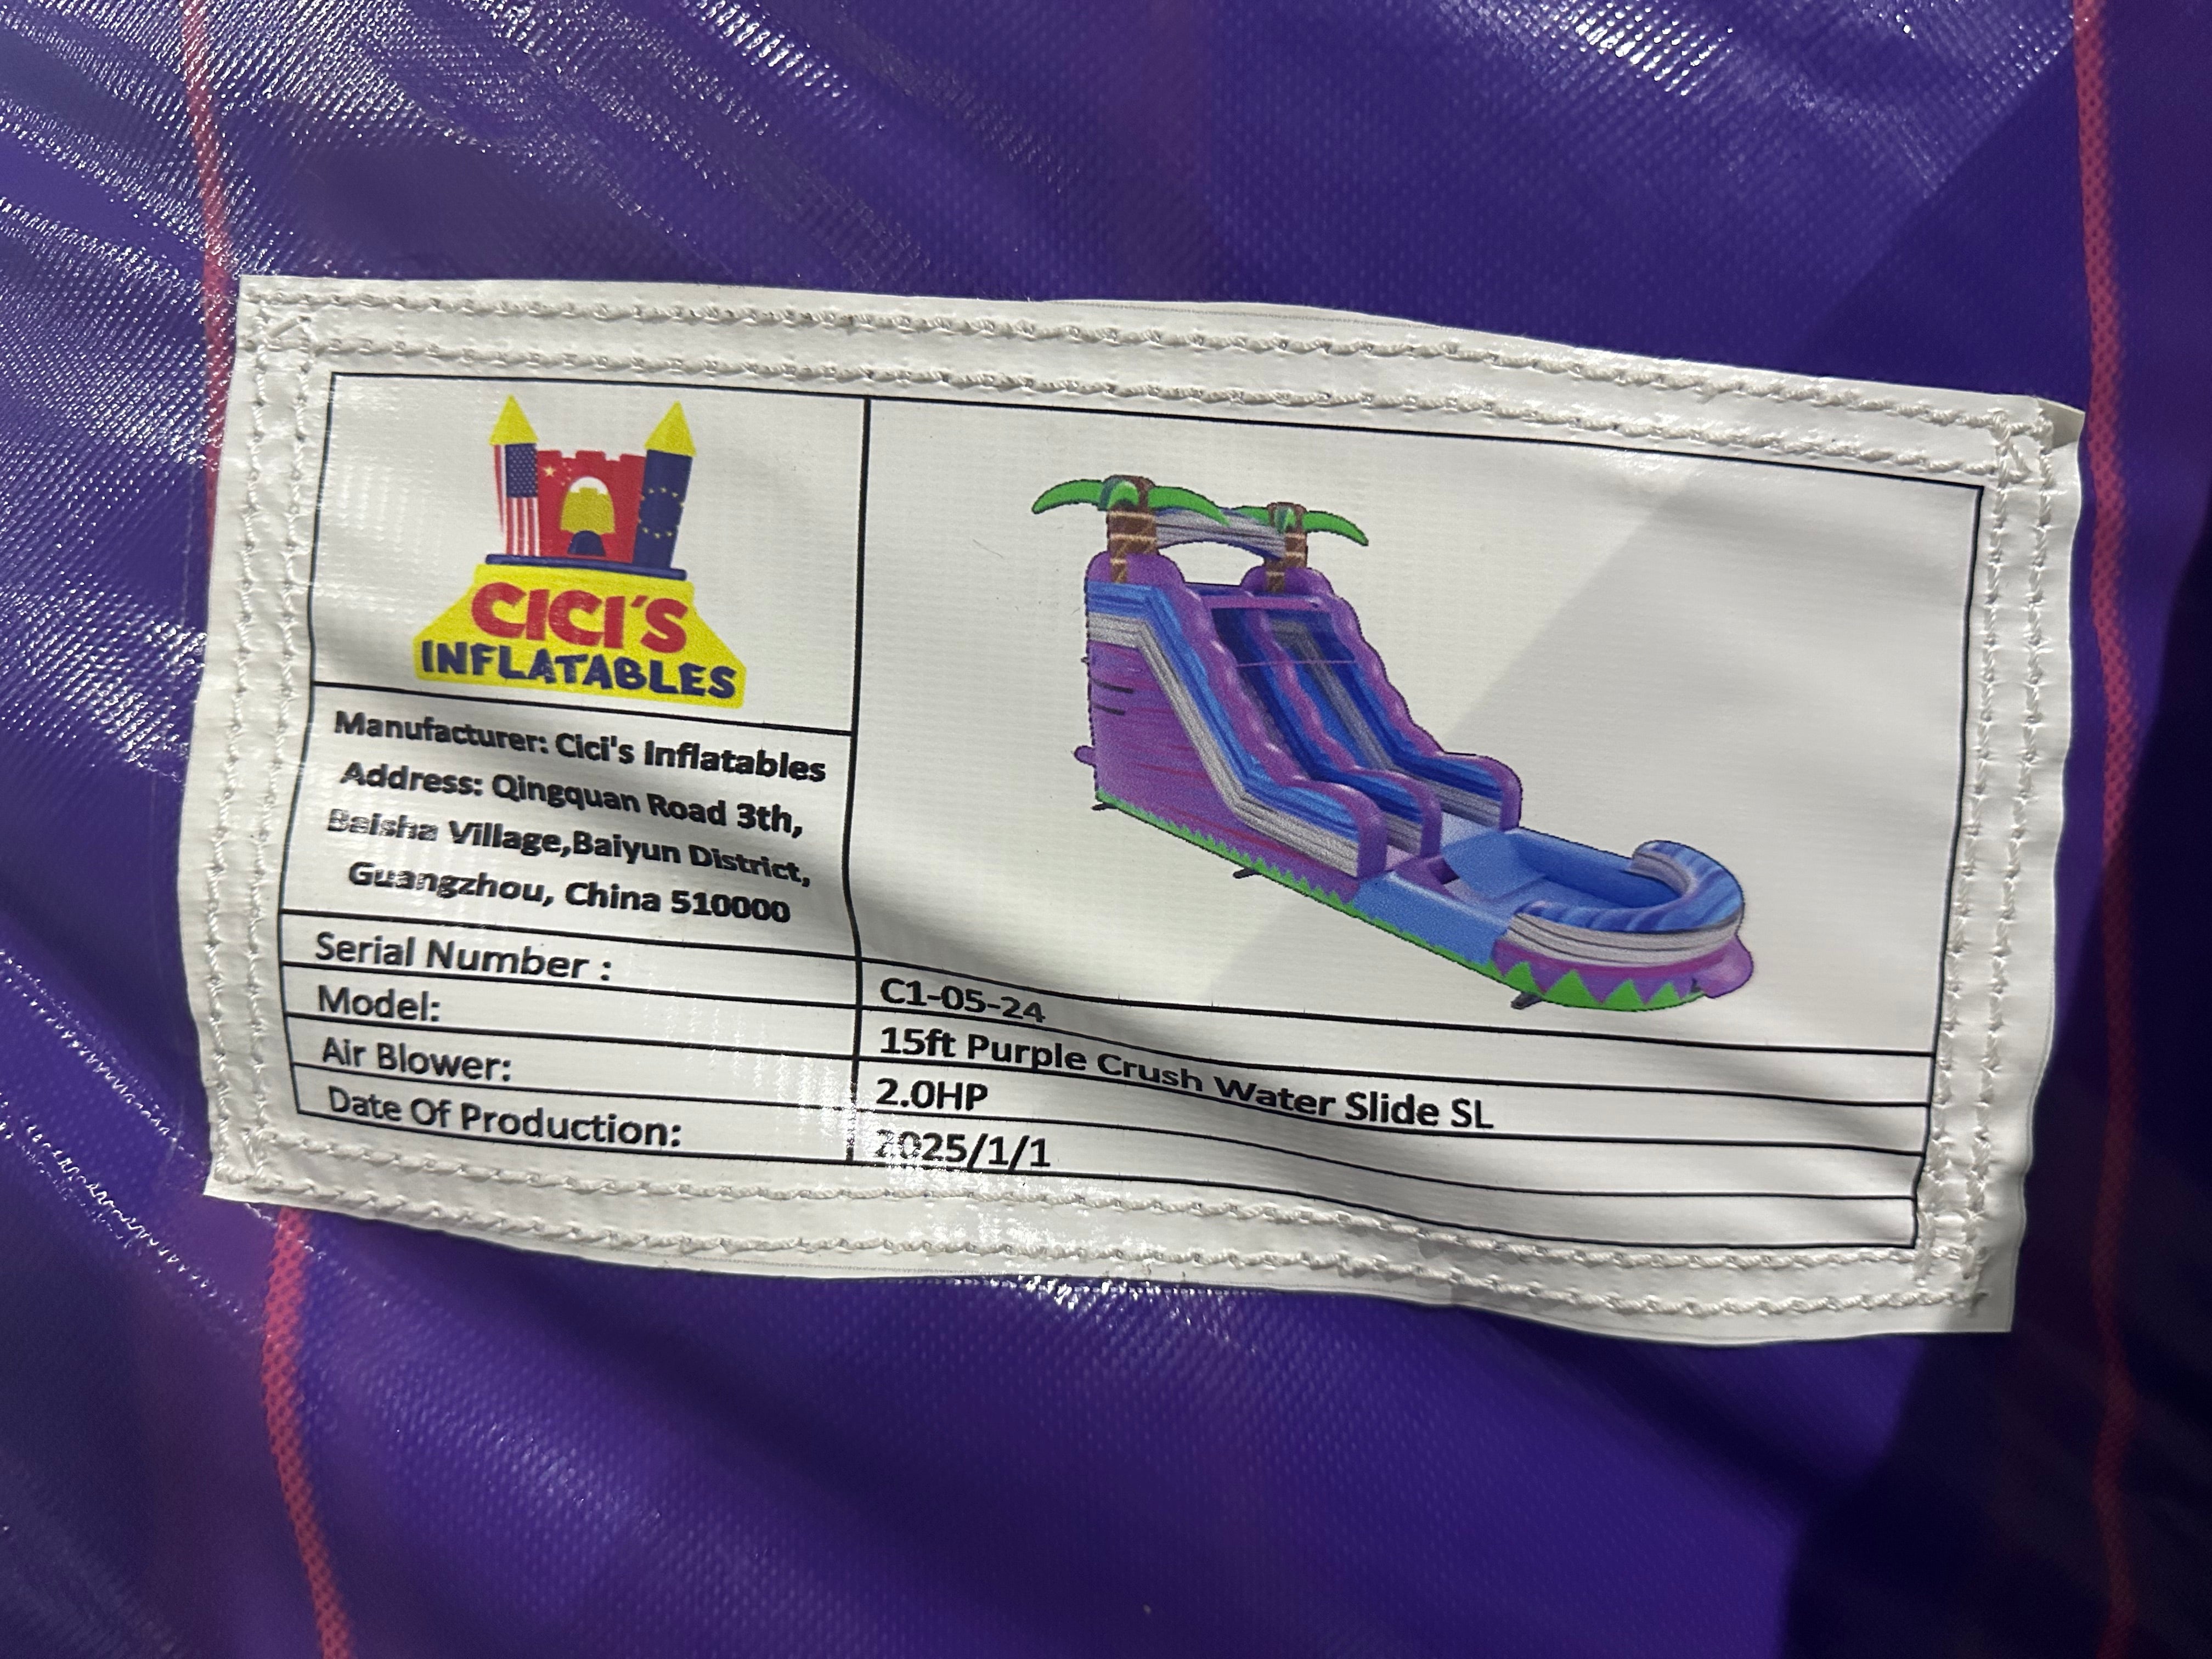 CICI'S
INFLATABLES
Manufacturer: Cici's Inflatables
Address: Qingquan Road 3th,
Baisha Village,Baiyun District,
Guangzhou, China 510000
Serial Number : C1-05-24
Model: 15ft Purple Crush Water Slide SL
Air Blower: 2.0HP
Date Of Production: 2025/1/1